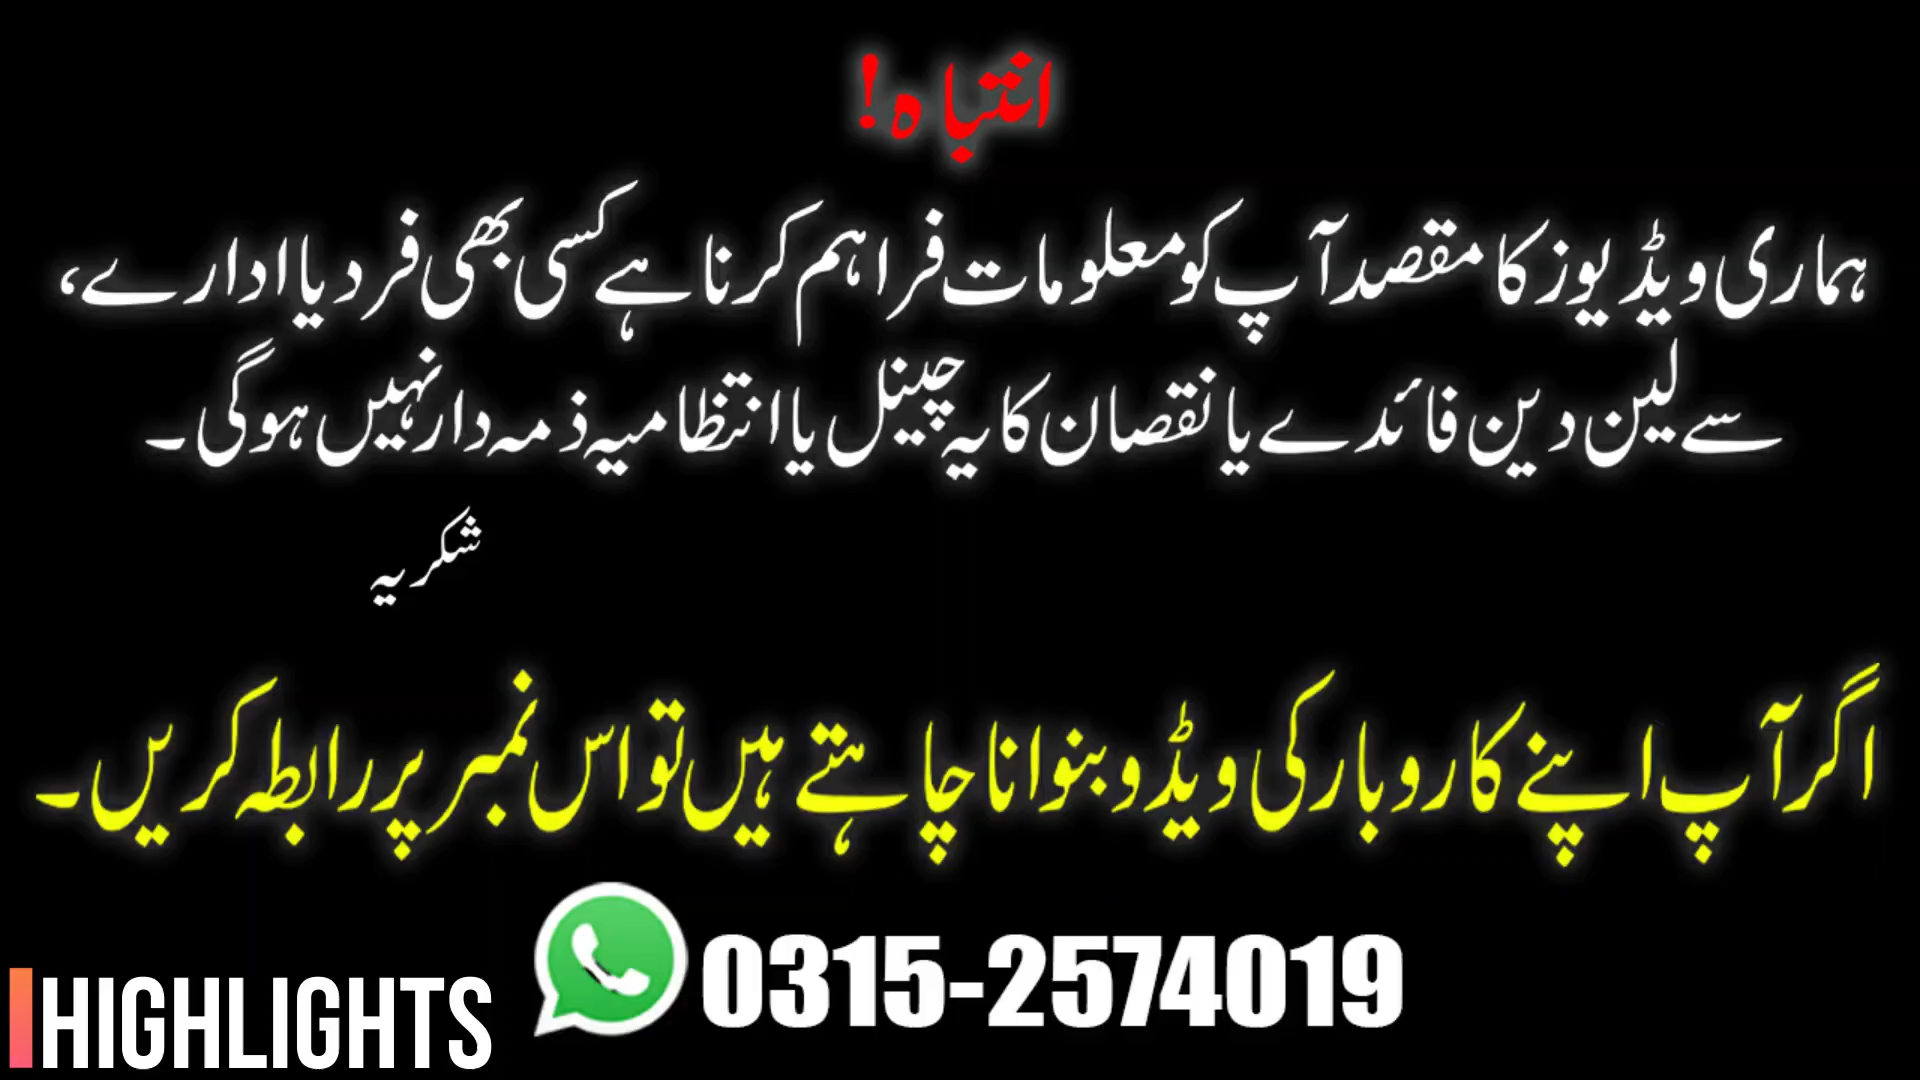 انتباہ!
ہماری ویڈیوز کا مقصد آپ کو معلومات فراہم کرنا ہے کسی بھی فرد یا ادارے،
سے لین دین فائدے یا نقصان کا یہ چینل یا انتظامیہ ذمہ دار نہیں ہوگی۔
شکریہ
اگر آپ اپنے کاروبار کی ویڈو بنوانا چاہتے ہیں تو اس نمبر پر رابطہ کریں۔
0315-2574019
HIGHLIGHTS